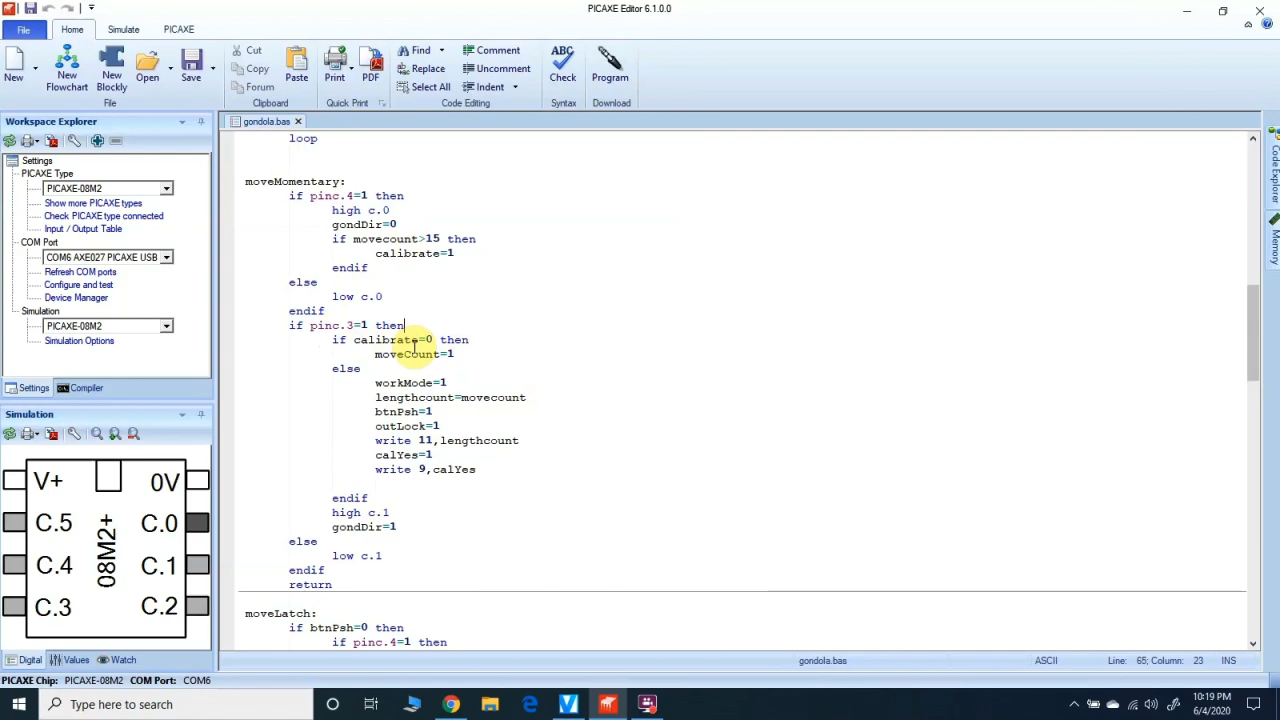 PICAXE Editor 6.1.0.0
File
Home
Simulate
PICAXE
New
New Flowchart
New Blockly
Open
Save
Cut
Copy
Forum
Paste
Print
PDF
Find
Replace
Select All
Comment
Uncomment
Indent
ABC
Check
Program
File
Clipboard
Quick Print
Code Editing
Syntax
Download
Workspace Explorer
Settings
PICAXE Type
PICAXE-08M2
Show more PICAXE types
Check PICAXE type connected
Input / Output Table
COM Port
COM6 AXE027 PICAXE USB
Refresh COM ports
Configure and test
Device Manager
Simulation
PICAXE-08M2
Simulation Options
Settings
Compiler
Simulation
V+
0V
C.5
C.0
C.4
C.1
C.3
C.2
08M2+
Digital
Values
Watch
gondola.bas
loop
moveMomentary:
if pinc.4=1 then
high c.0
gondDir=0
if movecount>15 then
calibrate=1
endif
else
low c.0
endif
if pinc.3=1 then
if calibrate=0 then
moveCount=1
else
workMode=1
lengthcount=movecount
btnPsh=1
outLock=1
write 11,lengthcount
calYes=1
write 9,calYes
endif
high c.1
gondDir=1
else
low c.1
endif
return
moveLatch:
if btnPsh=0 then
if pinc.4=1 then
Code Explorer
Memory
gondola.bas
ASCII
Line: 65; Column: 23
INS
PICAXE Chip: PICAXE-08M2 COM Port: COM6
Type here to search
10:19 PM
6/4/2020